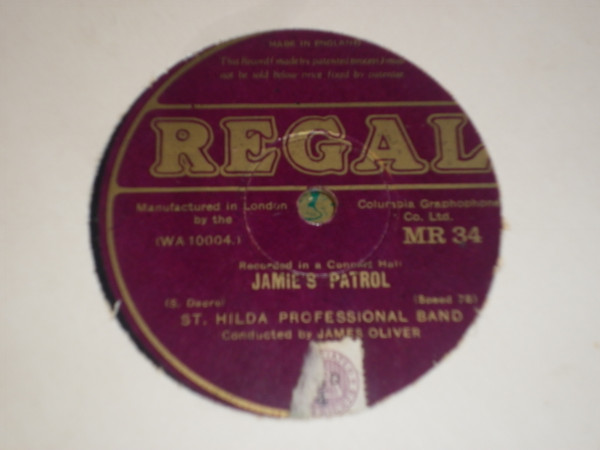 MADE IN ENGLAND
REGAL
Manufactured in London
by the
Columbia Graphophone
Co. Ltd.
(WA 10004.)
MR 34
Recorded in a Concert Hall
JAMIE'S PATROL
(S. Dacre)
(Speed 78)
ST. HILDA PROFESSIONAL BAND
Conducted by JAMES OLIVER